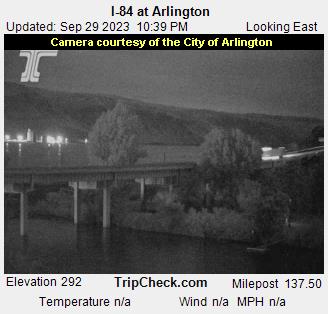 I-84 at Arlington
Updated: Sep 29 2023 10:39 PM Looking East
Camera courtesy of the City of Arlington
Elevation 292 TripCheck.com Milepost 137.50
Temperature n/a Wind n/a MPH n/a